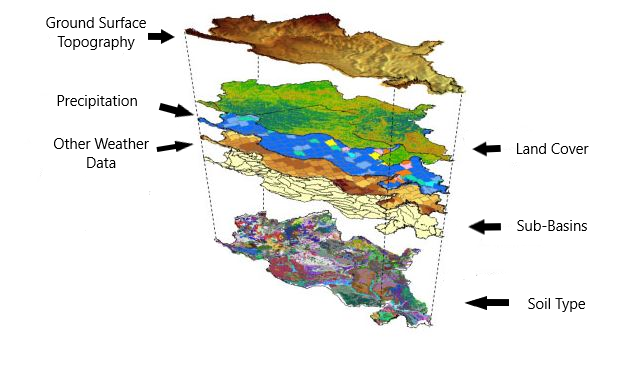 Ground Surface
Topography
Precipitation
Other Weather
Data
Land Cover
Sub-Basins
Soil Type